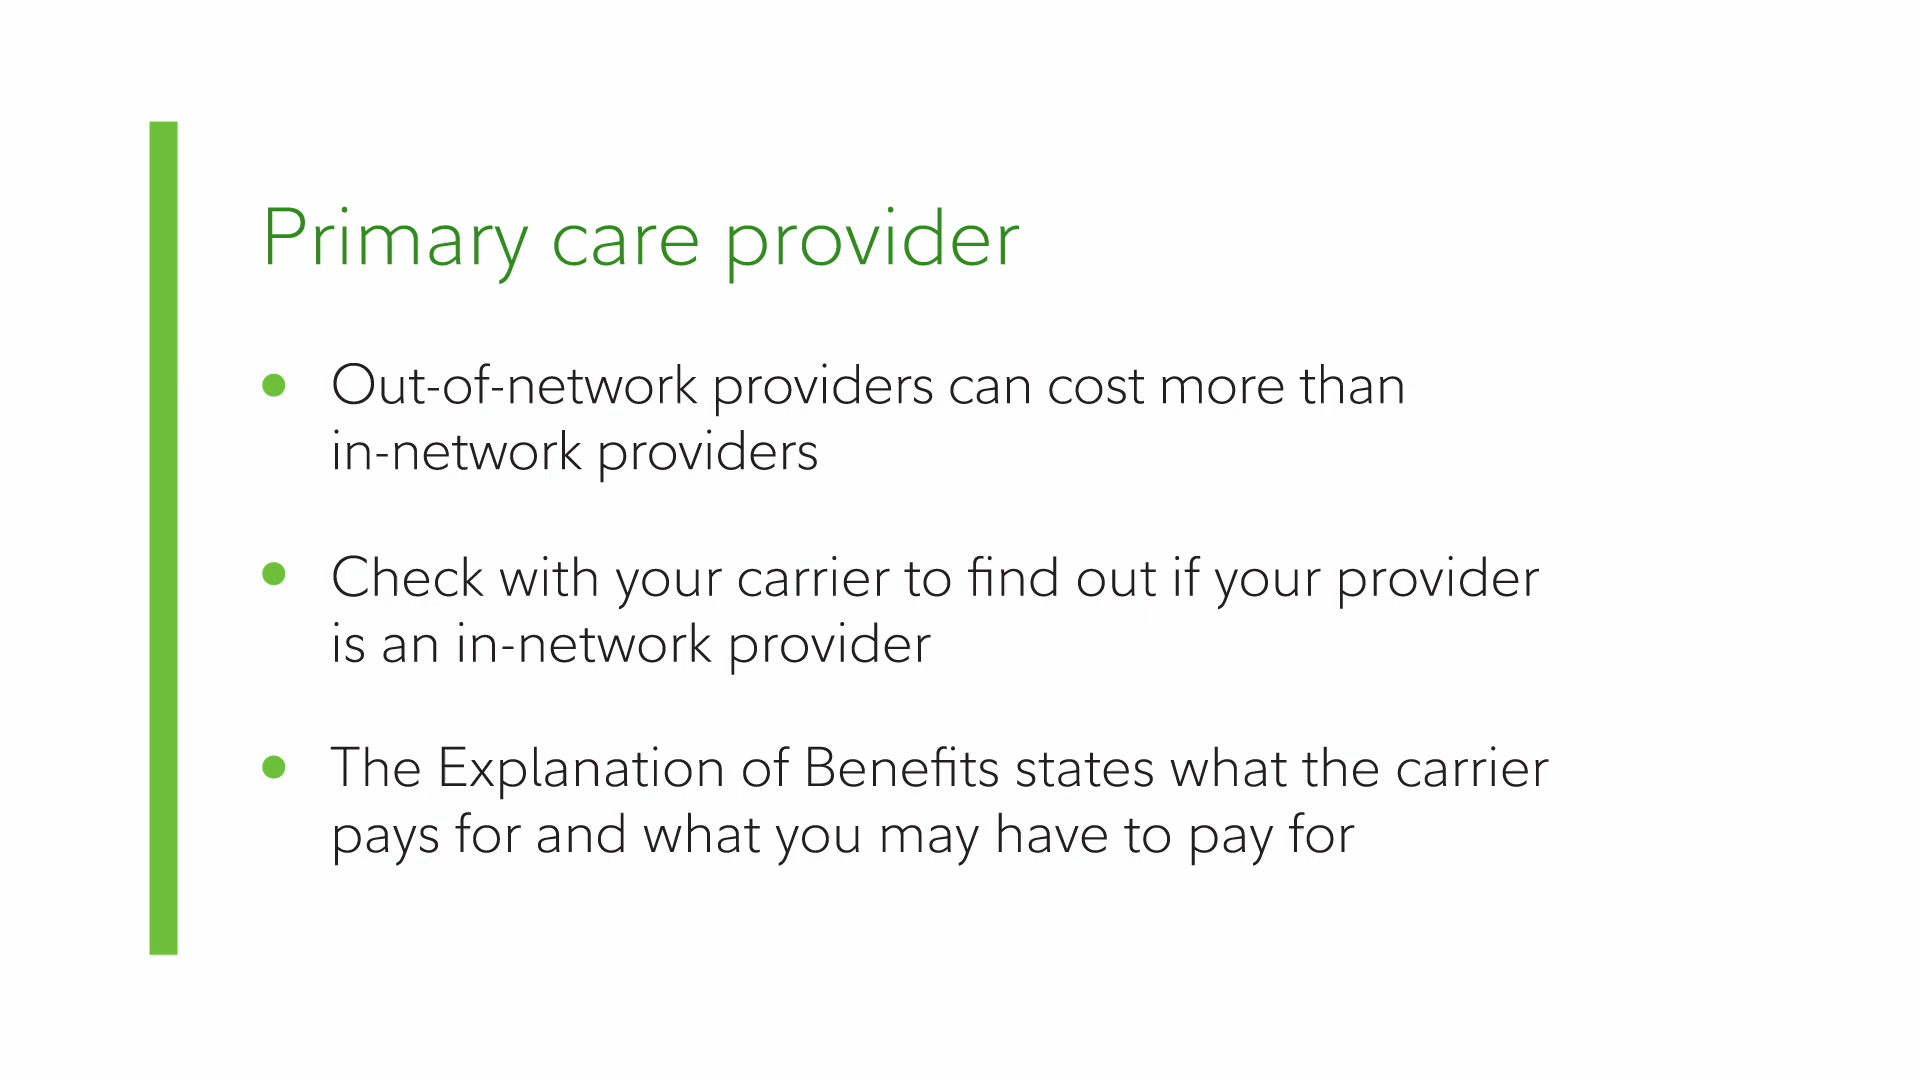 Primary care provider
• Out-of-network providers can cost more than
in-network providers
• Check with your carrier to find out if your provider
is an in-network provider
• The Explanation of Benefits states what the carrier
pays for and what you may have to pay for